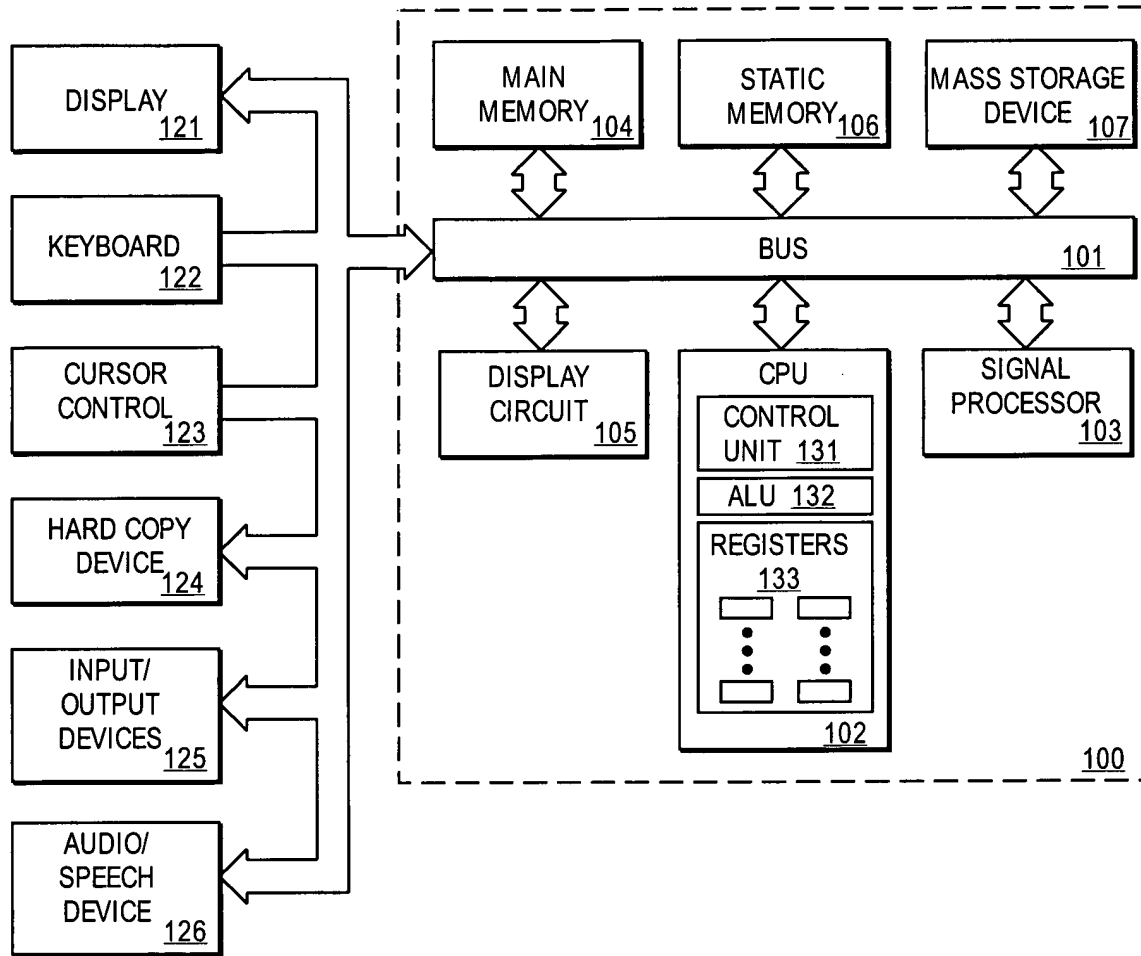 DISPLAY
121
KEYBOARD
122
CURSOR
CONTROL
123
HARD COPY
DEVICE
124
INPUT/
OUTPUT
DEVICES
125
AUDIO/
SPEECH
DEVICE
126
MAIN
MEMORY 104
STATIC
MEMORY 106
MASS STORAGE
DEVICE 107
BUS 101
DISPLAY
CIRCUIT 105
CPU
CONTROL
UNIT 131
ALU 132
REGISTERS
133
102
SIGNAL
PROCESSOR
103
100